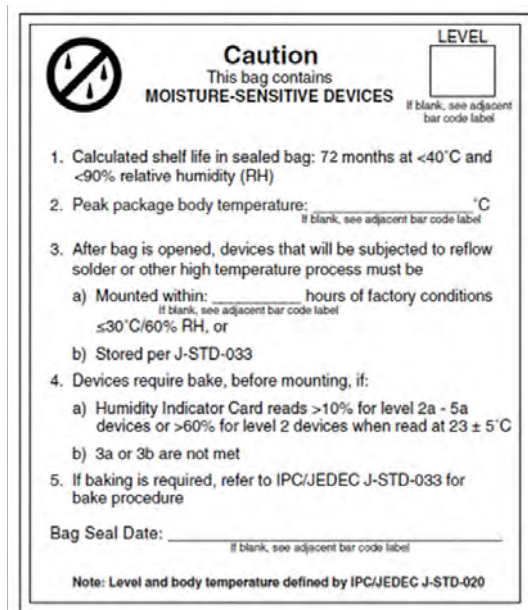 LEVEL
Caution
This bag contains
MOISTURE-SENSITIVE DEVICES
If blank, see adjacent
bar code label
1. Calculated shelf life in sealed bag: 72 months at <40˚C and
<90% relative humidity (RH)
2. Peak package body temperature: _______________ ˚C
If blank, see adjacent bar code label
3. After bag is opened, devices that will be subjected to reflow
solder or other high temperature process must be
a) Mounted within: __________ hours of factory conditions
If blank, see adjacent bar code label
≤30˚C/60% RH, or
b) Stored per J-STD-033
4. Devices require bake, before mounting, if:
a) Humidity Indicator Card reads >10% for level 2a - 5a
devices or >60% for level 2 devices when read at 23 ± 5˚C
b) 3a or 3b are not met
5. If baking is required, refer to IPC/JEDEC J-STD-033 for
bake procedure
Bag Seal Date: _______________
If blank, see adjacent bar code label
Note: Level and body temperature defined by IPC/JEDEC J-STD-020